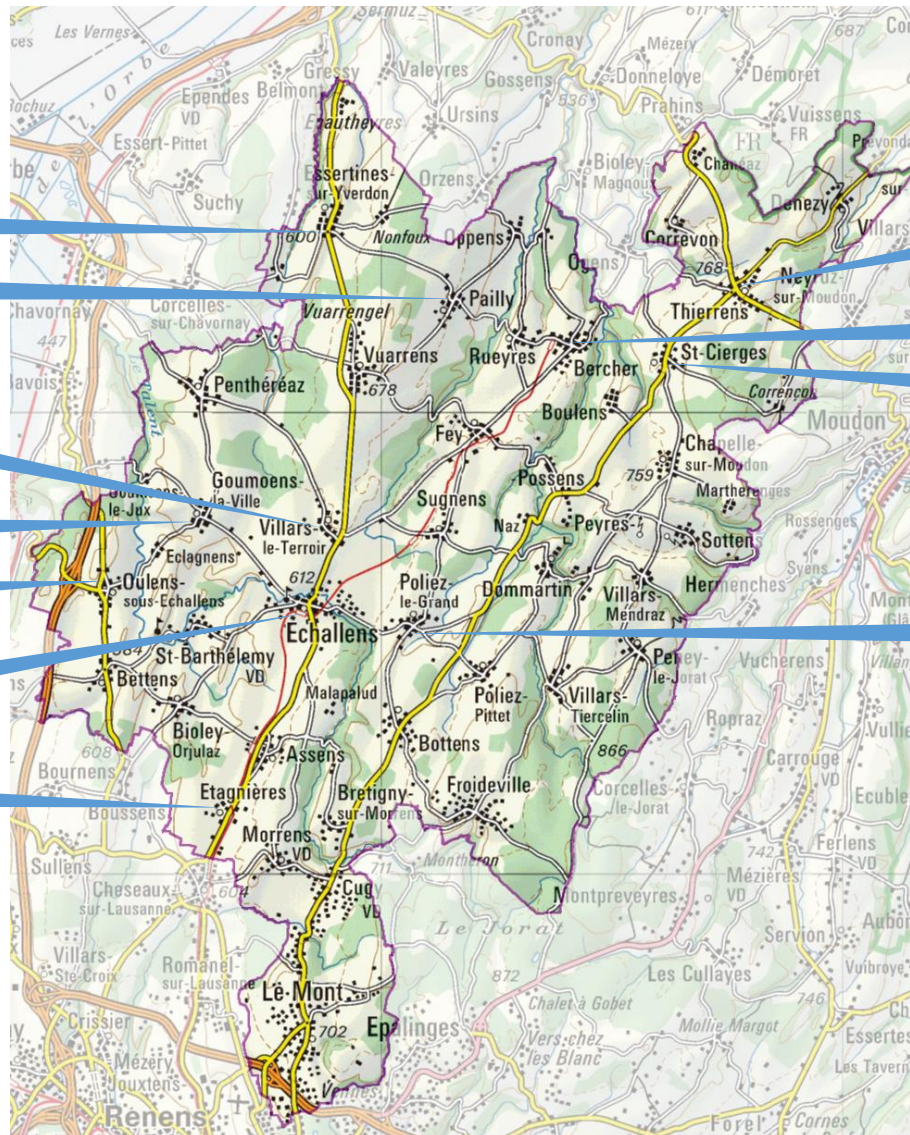 Les Vernes
Sermuz
Cronay
687
l'Orbe
Gressy
Valeyres
Mézery
Démoret
Ependes
VD
Belmont
Gossens
Donneloye
536
Ursins
Prahins
Vuissens
FR
Essert-Pittet
FR
Chanéaz
Orzens
Bioley-
Magnoux
Suchy
Essertines-
sur-Yverdon
Denezy
600
Nonfoux
Oppens
Correvon
Villars
768
Chavornay
Corcelles-
sur-Chavornay
Pailly
sur-Moudon
Thierrens
Vuarrengel
447
Vuarrens
Rueyres
St-Cierges
Bercher
Penthéréaz
678
Boulens
Correncon
Le Talent
Moudon
Fey
Chapelle-
sur-Moudon
Goumoens-
la-Ville
Possens
759
le-Jux
Sugnens
Martherenges
Villars-
le-Terroir
Naz
Peyres-
Rossenges
Eclagnens
Sottens
Syens
612
Poliez-
le-Grand
Dommartin
Hermenches
Oulens-
sous-Echallens
Villars-
Mendraz
Echallens
St-Barthélemy
VD
Vucherens
Peney-
le-Jorat
Bettens
Malapalud
Poliez-
Pittet
Villars-
Tiercelin
Ropraz
Bioley-
Orjulaz
Bottens
866
608
Assens
Carrouge
VD
Bournens
Froideville
Corcelles-
/le-Jorat
Etagnières
Bretigny-
sur-Morrens
Boussens
Morrens
VD
Ferlens
VD
742
Sullens
711
Montheron
Mézières
VD
Cheseaux-
sur-Lausanne
604
Cugy
VD
Montpreveyres
Le Jorat
Servion
Villars-
Ste-Croix
Romanel
sur-Lausanne
872
Les Cullayes
Vuibroye
Le Mont
Chalet à Gobet
746
Crissier
702
Epalinges
Mollie Margot
Essertes
Vers-chez
les Blanc
Mézery
Jouxtens
Vennes
Renens
Forel
Cornes